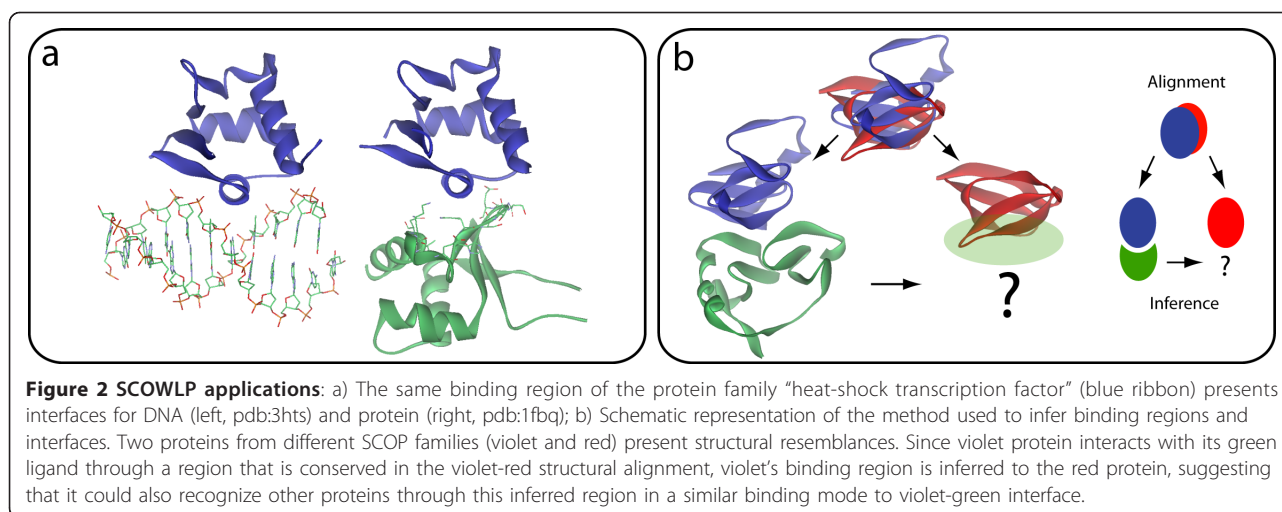 a
b
Alignment
?
?
Inference
Figure 2 SCOWLP applications: a) The same binding region of the protein family “heat-shock transcription factor” (blue ribbon) presents
interfaces for DNA (left, pdb:3hts) and protein (right, pdb:1fbq); b) Schematic representation of the method used to infer binding regions and
interfaces. Two proteins from different SCOP families (violet and red) present structural resemblances. Since violet protein interacts with its green
ligand through a region that is conserved in the violet-red structural alignment, violet’s binding region is inferred to the red protein, suggesting
that it could also recognize other proteins through this inferred region in a similar binding mode to violet-green interface.